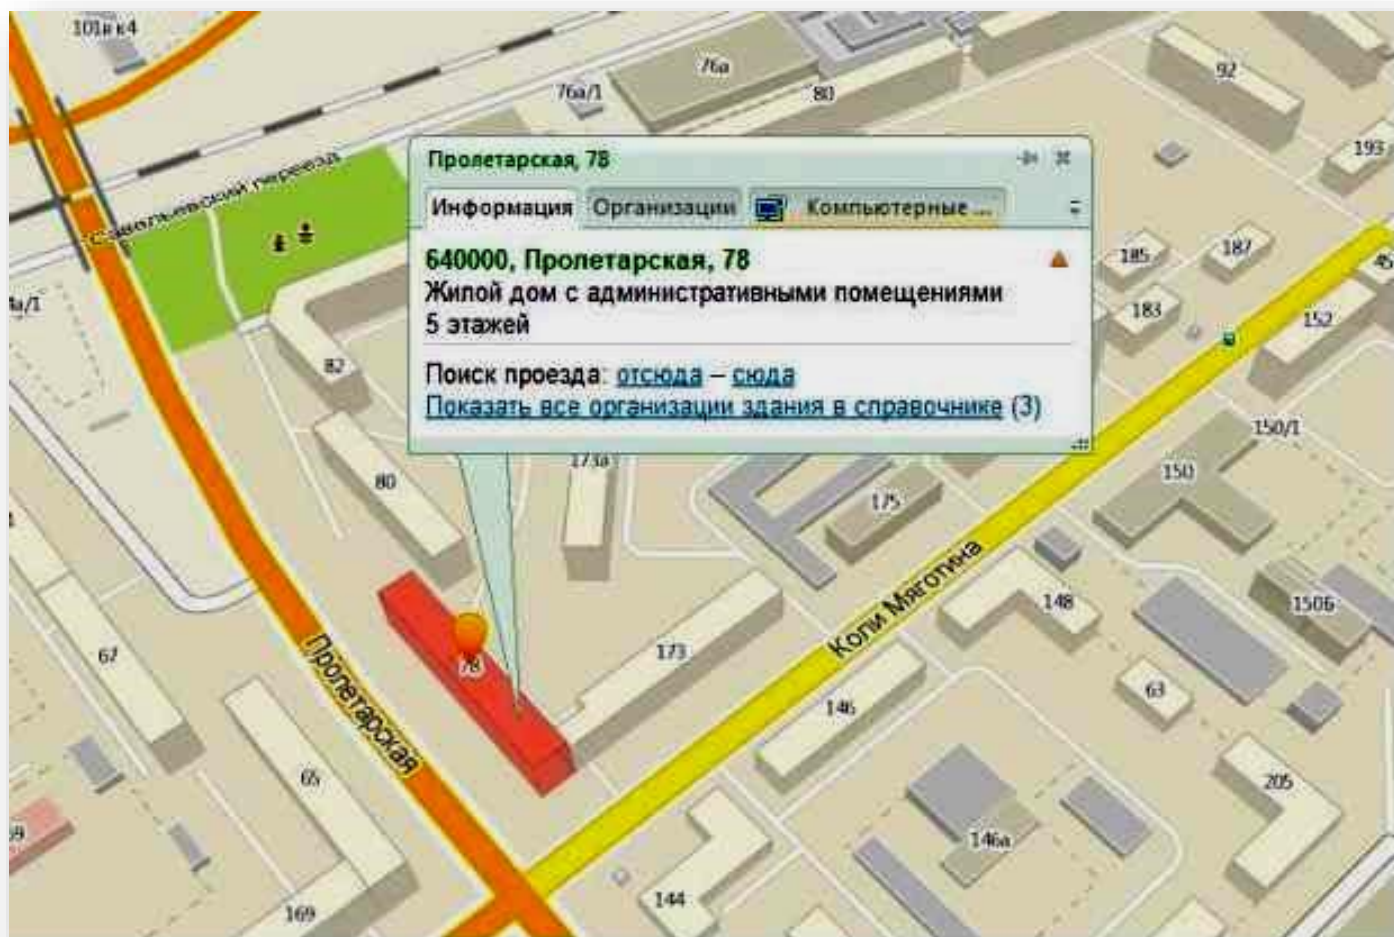 101в к4
76а
92
76а/1
80
193
Савельевский переезд
Пролетарская, 78
Информация
Организации
Компьютерные ...
640000, Пролетарская, 78
Жилой дом с административными помещениями
5 этажей
Поиск проезда: отсюда – сюда
Показать все организации здания в справочнике (3)
185
187
183
152
82
150/1
150
80
173а
175
Коли Мяготина
148
150Б
67
78
173
63
Пролетарская
146
65
205
146а
144
169